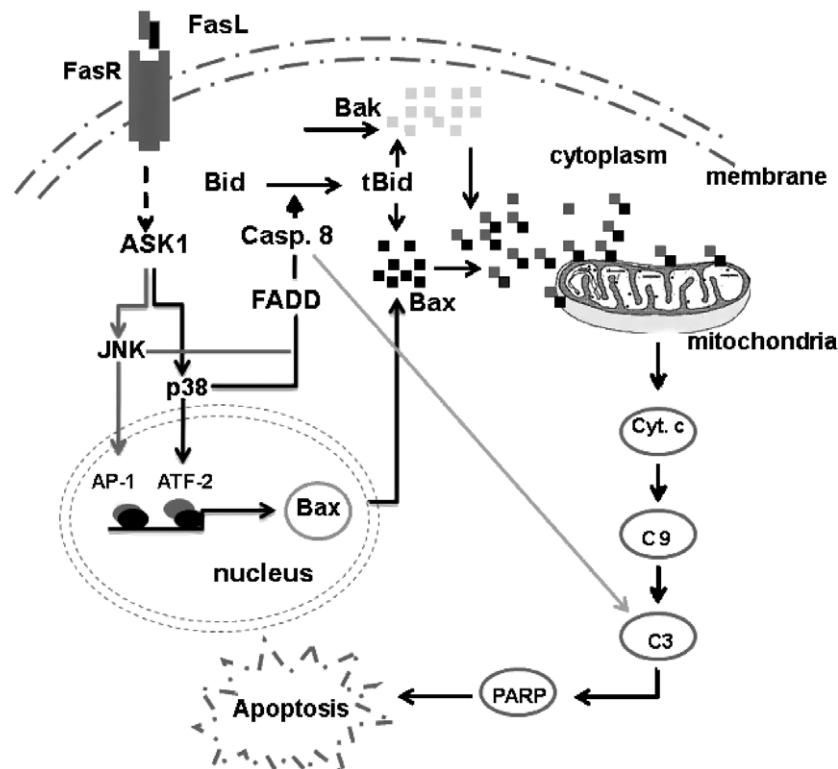 FasL
FasR
Bak
cytoplasm
membrane
Bid
tBid
ASK1
Casp. 8
FADD
Bax
JNK
mitochondria
p38
Cyt. c
AP-1
ATF-2
Bax
C 9
nucleus
C3
PARP
Apoptosis